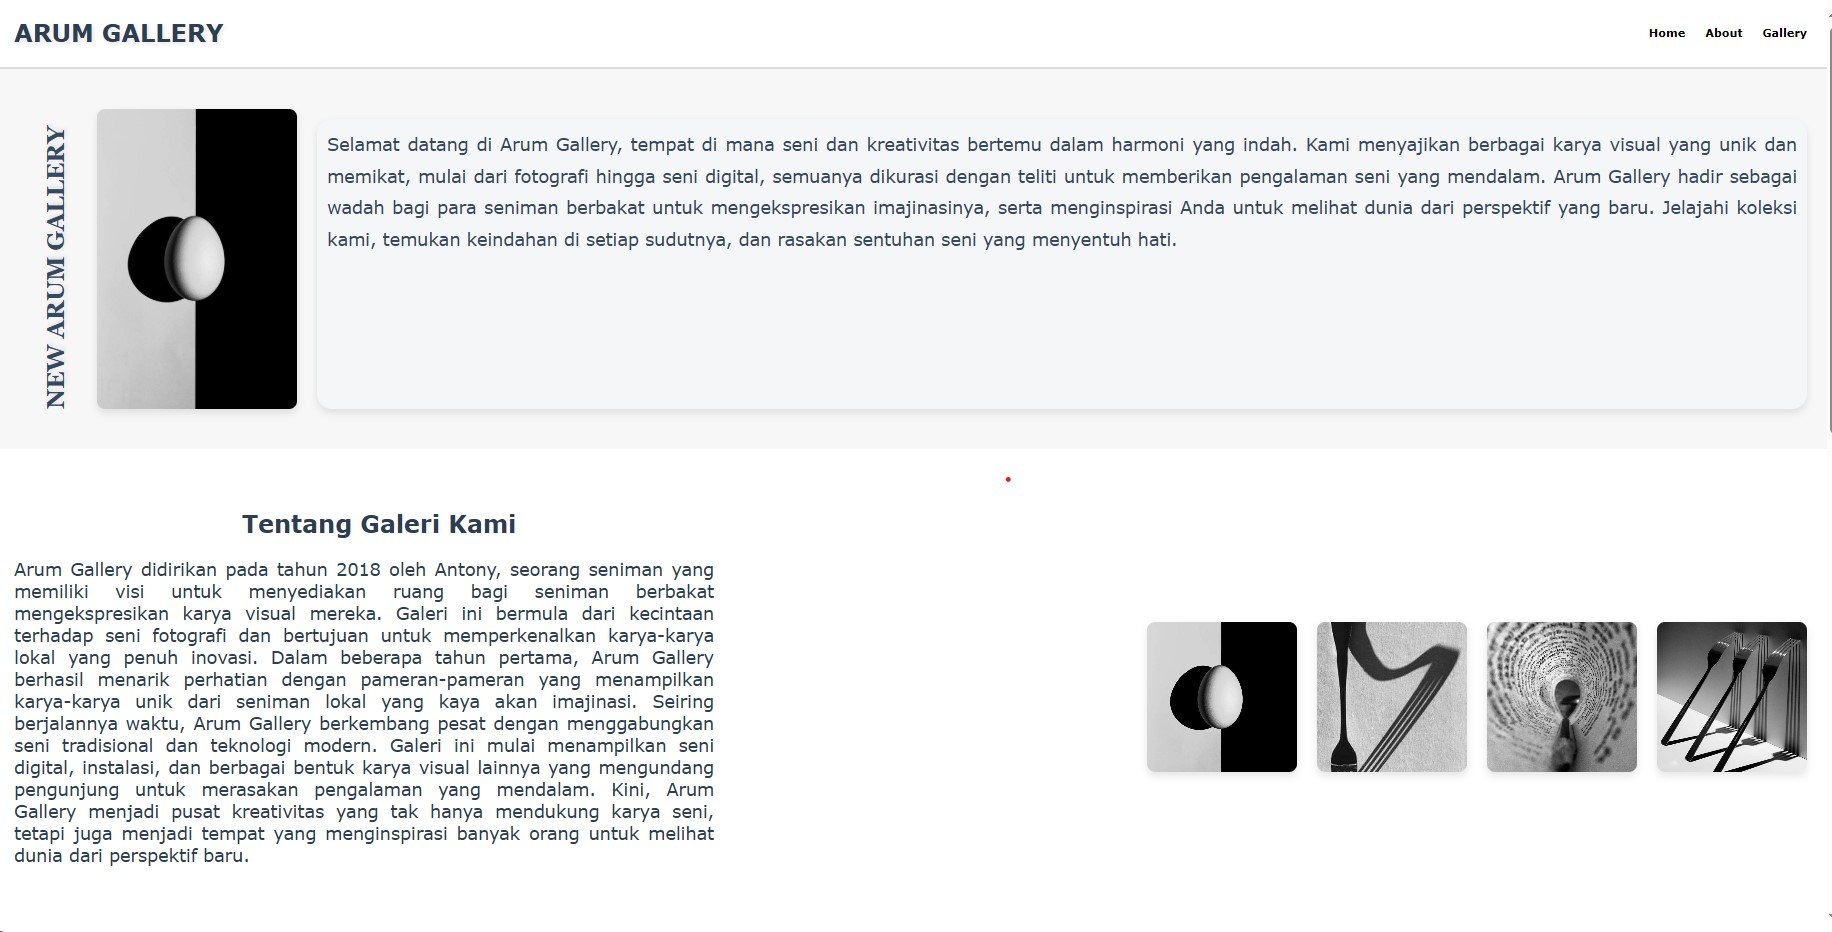 ARUM GALLERY
Home About Gallery
NEW ARUM GALLERY
Selamat datang di Arum Gallery, tempat di mana seni dan kreativitas bertemu dalam harmoni yang indah. Kami menyajikan berbagai karya visual yang unik dan
memikat, mulai dari fotografi hingga seni digital, semuanya dikurasi dengan teliti untuk memberikan pengalaman seni yang mendalam. Arum Gallery hadir sebagai
wadah bagi para seniman berbakat untuk mengekspresikan imajinasinya, serta menginspirasi Anda untuk melihat dunia dari perspektif yang baru. Jelajahi koleksi
kami, temukan keindahan di setiap sudutnya, dan rasakan sentuhan seni yang menyentuh hati.
Tentang Galeri Kami
Arum Gallery didirikan pada tahun 2018 oleh Antony, seorang seniman yang
memiliki visi untuk menyediakan ruang bagi seniman berbakat
mengekspresikan karya visual mereka. Galeri ini bermula dari kecintaan
terhadap seni fotografi dan bertujuan untuk memperkenalkan karya-karya
lokal yang penuh inovasi. Dalam beberapa tahun pertama, Arum Gallery
berhasil menarik perhatian dengan pameran-pameran yang menampilkan
karya-karya unik dari seniman lokal yang kaya akan imajinasi. Seiring
berjalannya waktu, Arum Gallery berkembang pesat dengan menggabungkan
seni tradisional dan teknologi modern. Galeri ini mulai menampilkan seni
digital, instalasi, dan berbagai bentuk karya visual lainnya yang mengundang
pengunjung untuk merasakan pengalaman yang mendalam. Kini, Arum
Gallery menjadi pusat kreativitas yang tak hanya mendukung karya seni,
tetapi juga menjadi tempat yang menginspirasi banyak orang untuk melihat
dunia dari perspektif baru.